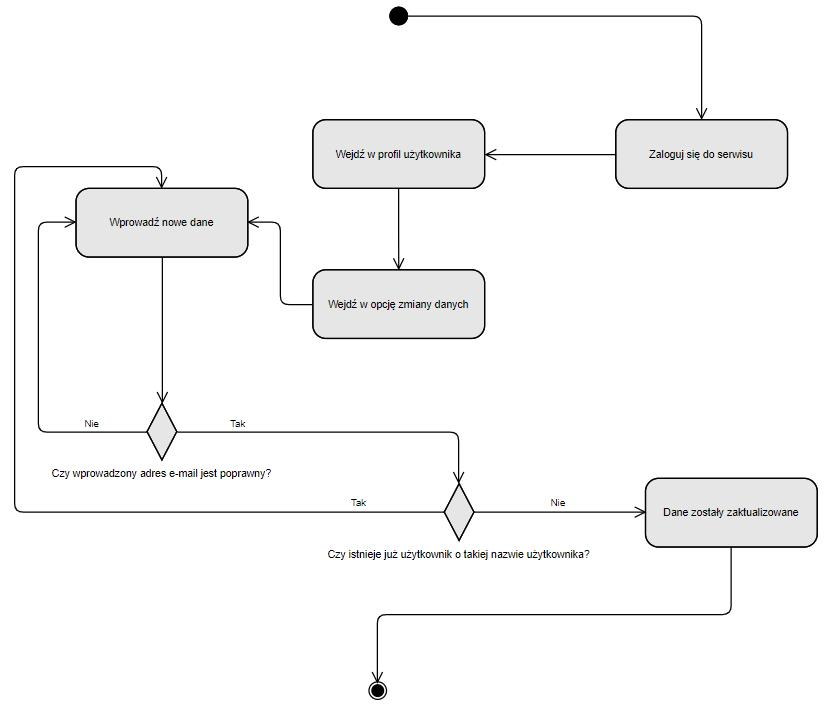 Wejdź w profil użytkownika
Zaloguj się do serwisu
Wprowadź nowe dane
Wejdź w opcję zmiany danych
Nie
Tak
Czy wprowadzony adres e-mail jest poprawny?
Tak
Nie
Dane zostały zaktualizowane
Czy istnieje już użytkownik o takiej nazwie użytkownika?